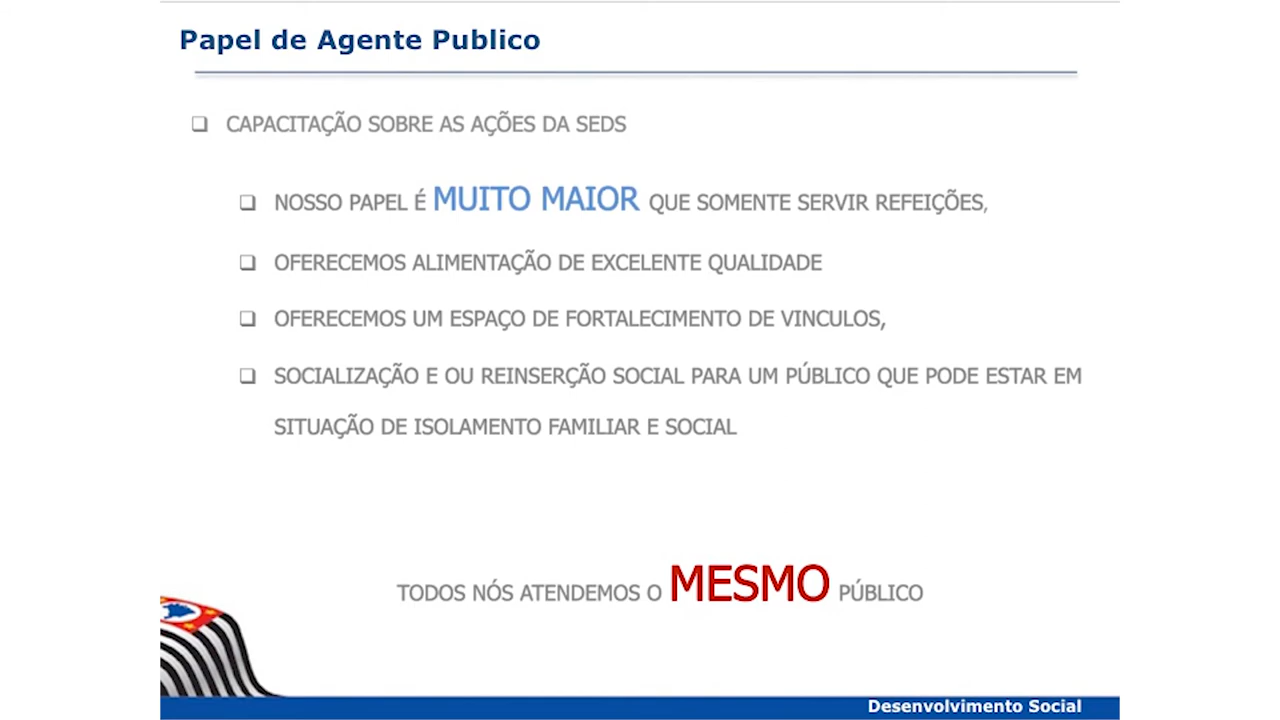 Papel de Agente Publico
CAPACITAÇÃO SOBRE AS AÇÕES DA SEDS
NOSSO PAPEL É MUITO MAIOR QUE SOMENTE SERVIR REFEIÇÕES,
OFERECEMOS ALIMENTAÇÃO DE EXCELENTE QUALIDADE
OFERECEMOS UM ESPAÇO DE FORTALECIMENTO DE VINCULOS,
SOCIALIZAÇÃO E OU REINSERÇÃO SOCIAL PARA UM PÚBLICO QUE PODE ESTAR EM
SITUAÇÃO DE ISOLAMENTO FAMILIAR E SOCIAL
TODOS NÓS ATENDEMOS O MESMO PÚBLICO
Desenvolvimento Social